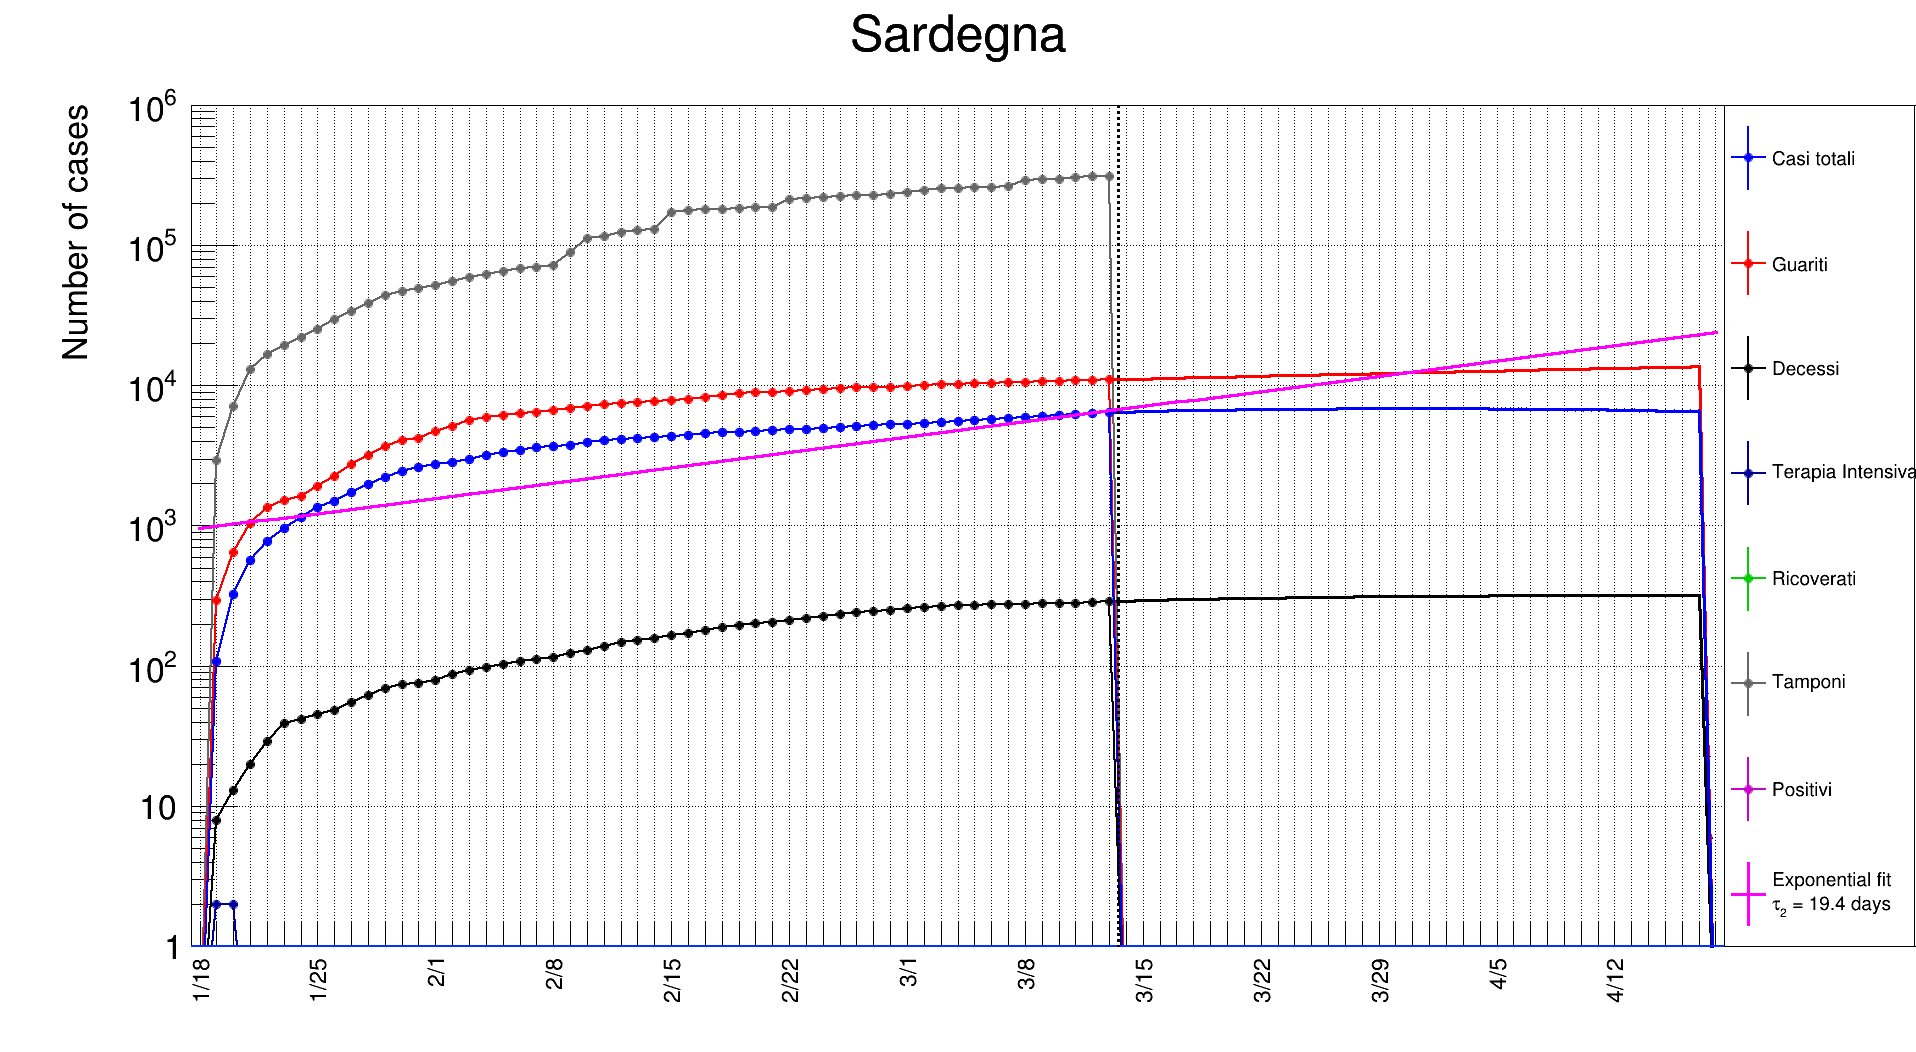 Sardegna
Number of cases
10^6
10^5
10^4
10^3
10^2
10
1
1/18
1/25
2/1
2/8
2/15
2/22
3/1
3/8
3/15
3/22
3/29
4/5
4/12
Casi totali
Guariti
Decessi
Terapia Intensiva
Ricoverati
Tamponi
Positivi
Exponential fit
τ₂ = 19.4 days